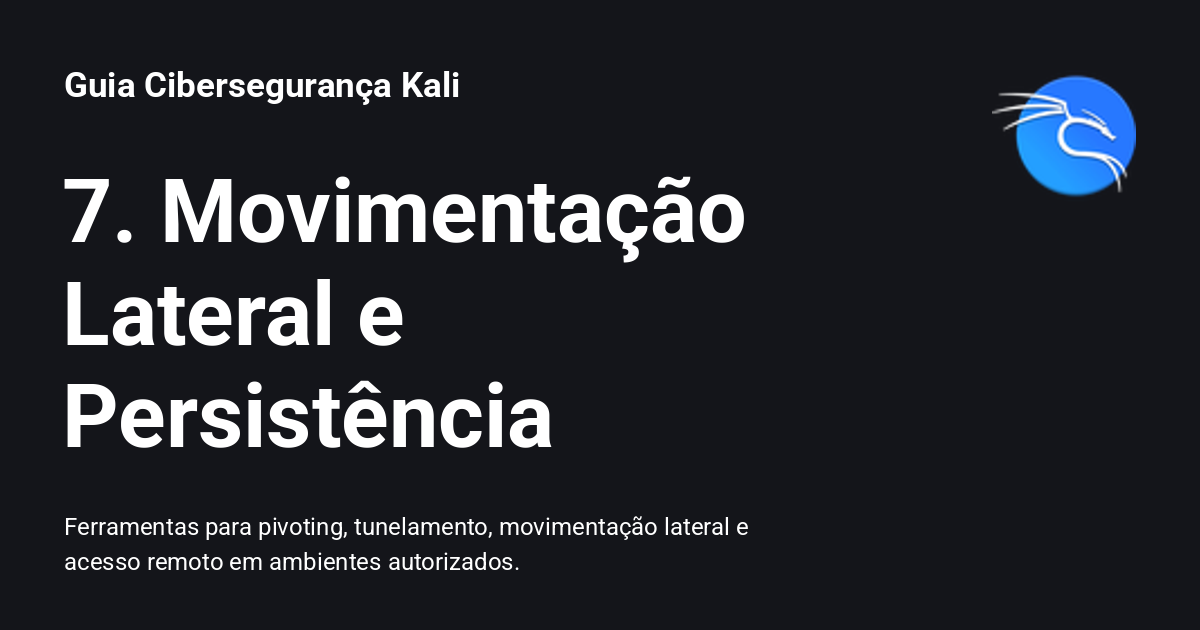 Guia Cibersegurança Kali
7. Movimentação
Lateral e
Persistência
Ferramentas para pivoting, tunelamento, movimentação lateral e
acesso remoto em ambientes autorizados.